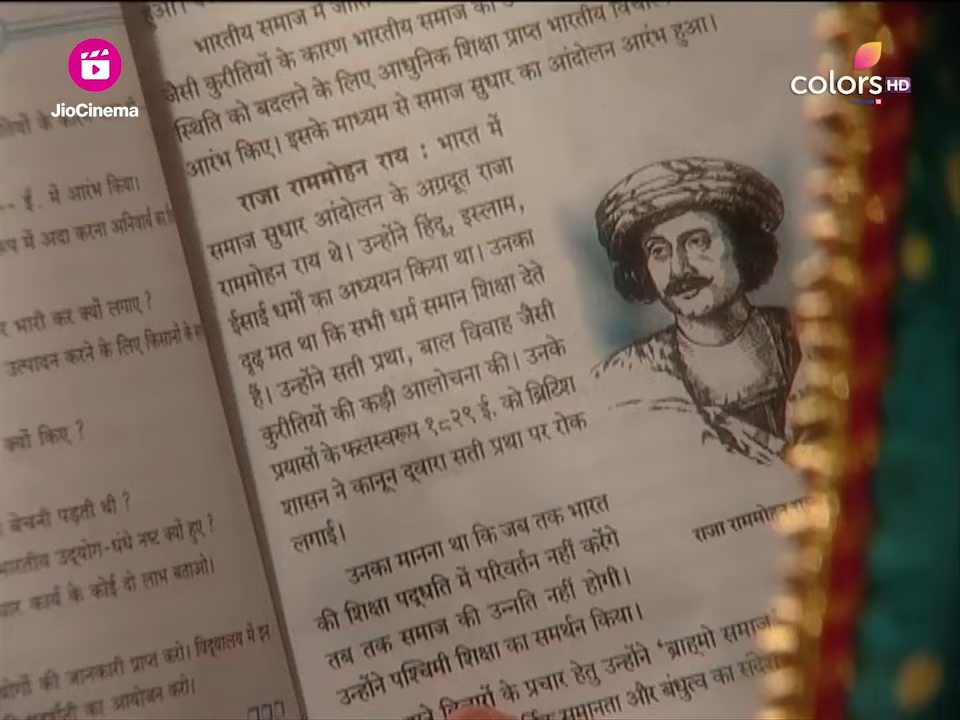 JioCinema
colors HD
भारतीय समाज में
जैसी कुरीतियों के कारण भारतीय समाज की
स्थिति को बदलने के लिए आधुनिक शिक्षा प्राप्त भारतीय
आरंभ किए। इसके माध्यम से समाज सुधार का आंदोलन आरंभ हुआ।
राजा राममोहन राय : भारत में
समाज सुधार आंदोलन के अग्रदूत राजा
राममोहन राय थे। उन्होंने हिंदू, इस्लाम,
ईसाई धर्मों का अध्ययन किया था। उनका
दृढ़ मत था कि सभी धर्म समान शिक्षा देते
हैं। उन्होंने सती प्रथा, बाल विवाह जैसी
कुरीतियों की कड़ी आलोचना की। उनके
प्रयासों के फलस्वरूप १८२९ ई. को ब्रिटिश
शासन ने कानून द्वारा सती प्रथा पर रोक
लगाई।
उनका मानना था कि जब तक भारत
की शिक्षा पद्धति में परिवर्तन नहीं करेंगे
तब तक समाज की उन्नति नहीं होगी।
उन्होंने पश्चिमी शिक्षा का समर्थन किया।
विचारों के प्रचार हेतु उन्होंने 'ब्राह्मो समाज'
समानता और बंधुत्व का संदेश
राजा राममोहन
ई. में आरंभ किया।
में अदा करना अनिवार्य
भारी कर क्यों लगाए ?
उत्पादन करने के लिए किसानों के
क्यों किए ?
बेचनी पड़ती थी ?
भारतीय उद्योग-धंधे नष्ट क्यों हुए ?
कार्य के कोई दो लाभ बताओ।
की जानकारी प्राप्त करो। विद्यालय में इन
का आयोजन करो।